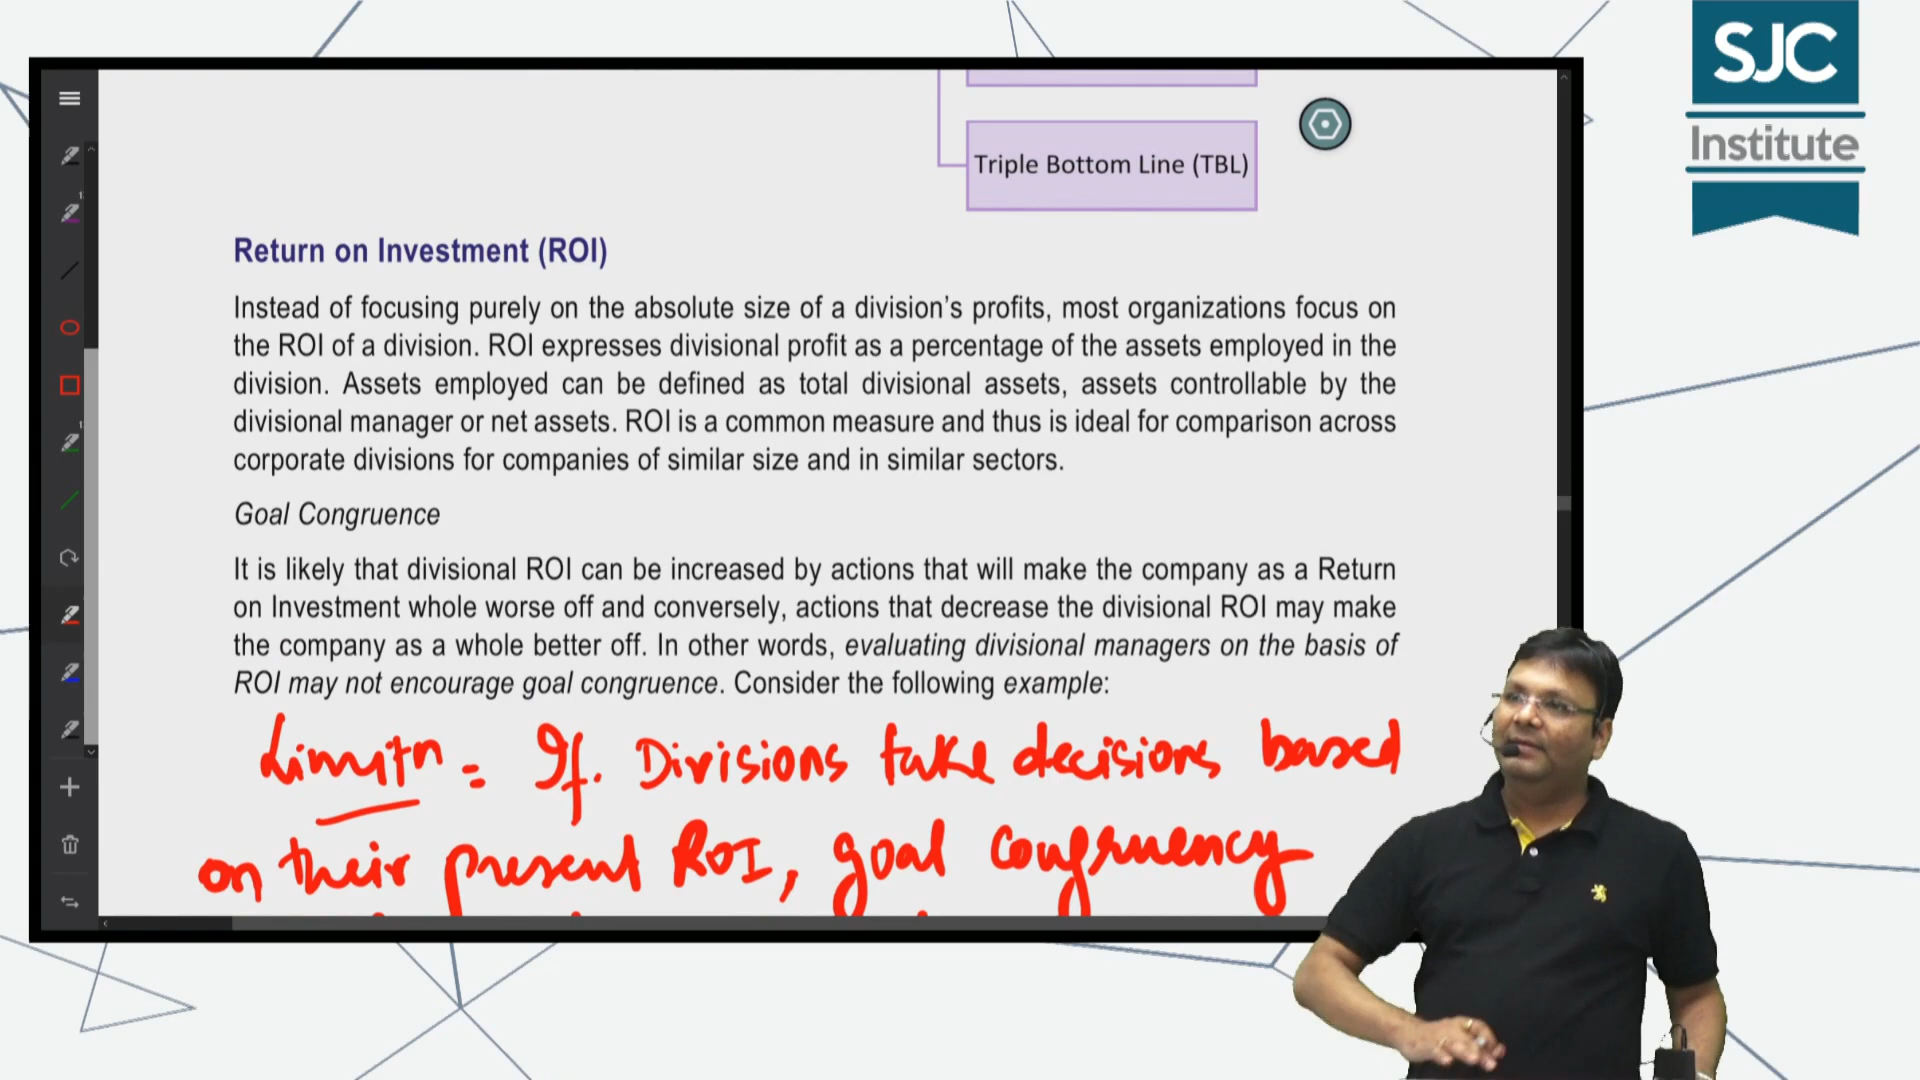 SJC
Institute
Triple Bottom Line (TBL)
Return on Investment (ROI)
Instead of focusing purely on the absolute size of a division’s profits, most organizations focus on
the ROI of a division. ROI expresses divisional profit as a percentage of the assets employed in the
division. Assets employed can be defined as total divisional assets, assets controllable by the
divisional manager or net assets. ROI is a common measure and thus is ideal for comparison across
corporate divisions for companies of similar size and in similar sectors.
Goal Congruence
It is likely that divisional ROI can be increased by actions that will make the company as a Return
on Investment whole worse off and conversely, actions that decrease the divisional ROI may make
the company as a whole better off. In other words, evaluating divisional managers on the basis of
ROI may not encourage goal congruence. Consider the following example:
Limitn = If. Divisions take decisions based
on their present ROI, goal congruency